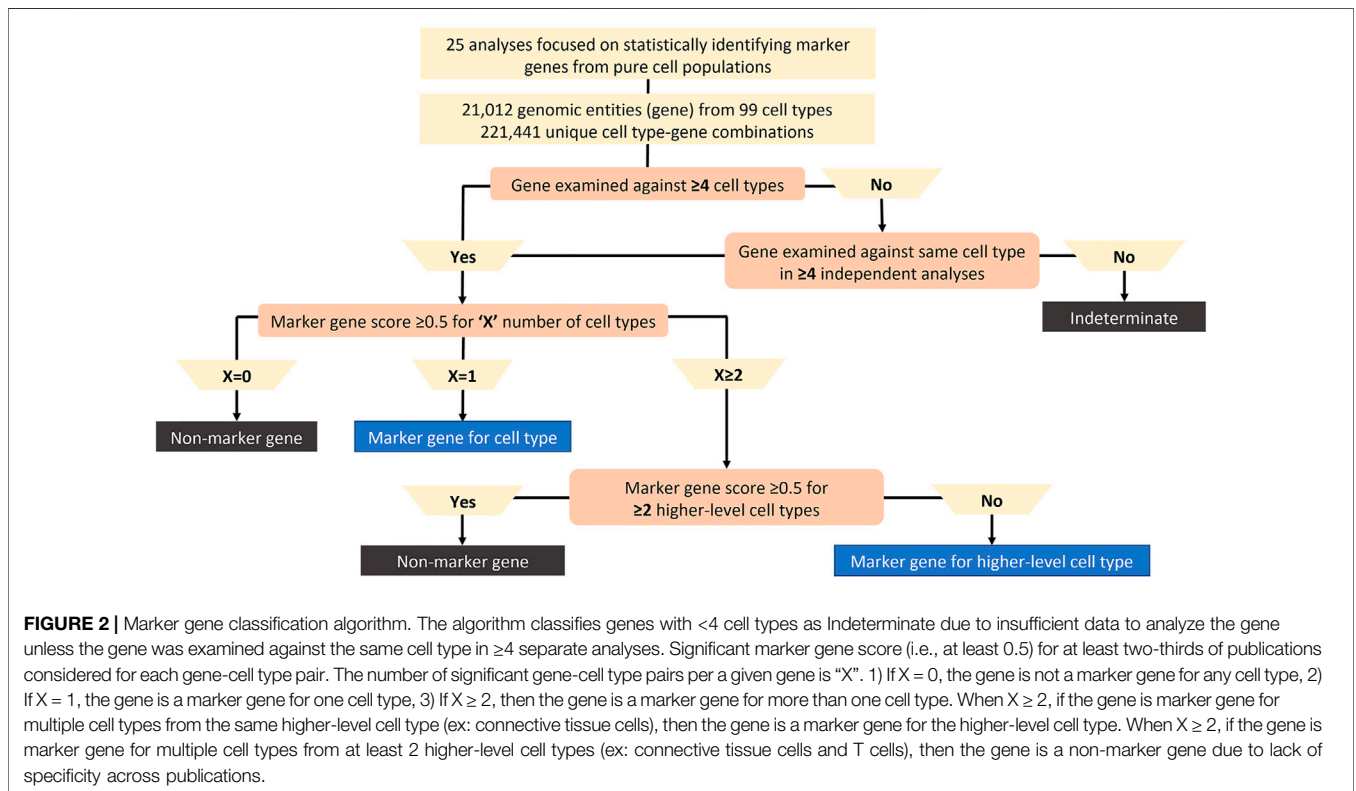 25 analyses focused on statistically identifying marker
genes from pure cell populations
21,012 genomic entities (gene) from 99 cell types
221,441 unique cell type-gene combinations
Gene examined against ≥4 cell types
No
Yes
Gene examined against same cell type
in ≥4 independent analyses
No
Indeterminate
Marker gene score ≥0.5 for 'X' number of cell types
X=0
X=1
X≥2
Non-marker gene
Marker gene for cell type
Marker gene score ≥0.5 for
≥2 higher-level cell types
Yes
No
Non-marker gene
Marker gene for higher-level cell type
FIGURE 2 | Marker gene classification algorithm. The algorithm classifies genes with <4 cell types as Indeterminate due to insufficient data to analyze the gene
unless the gene was examined against the same cell type in ≥4 separate analyses. Significant marker gene score (i.e., at least 0.5) for at least two-thirds of publications
considered for each gene-cell type pair. The number of significant gene-cell type pairs per a given gene is "X". 1) If X = 0, the gene is not a marker gene for any cell type, 2)
If X = 1, the gene is a marker gene for one cell type, 3) If X ≥ 2, then the gene is a marker gene for more than one cell type. When X ≥ 2, if the gene is marker gene for
multiple cell types from the same higher-level cell type (ex: connective tissue cells), then the gene is a marker gene for the higher-level cell type. When X ≥ 2, if the gene is
marker gene for multiple cell types from at least 2 higher-level cell types (ex: connective tissue cells and T cells), then the gene is a non-marker gene due to lack of
specificity across publications.